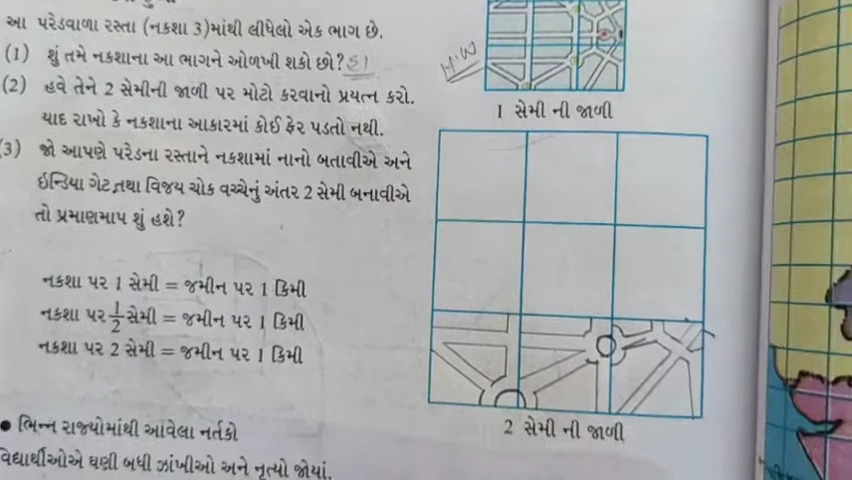 આ પરેડવાળા રસ્તા (નકશા 3)માંથી લીધેલો એક ભાગ છે.
(1) શું તમે નકશાના આ ભાગને ઓળખી શકો છો? હા
(2) હવે તેને 2 સેમીની જાળી પર મોટો કરવાનો પ્રયત્ન કરો.
યાદ રાખો કે નકશાના આકારમાં કોઈ ફેર પડતો નથી.
(3) જો આપણે પરેડના રસ્તાને નકશામાં નાનો બતાવીએ અને
ઈન્ડિયા ગેટ તથા વિજય ચોક વચ્ચેનું અંતર 2 સેમી બનાવીએ
તો પ્રમાણમાપ શું હશે?
નકશા પર 1 સેમી = જમીન પર 1 કિમી
નકશા પર 1/2 સેમી = જમીન પર 1 કિમી
નકશા પર 2 સેમી = જમીન પર 1 કિમી
● ભિન્ન રાજ્યોમાંથી આવેલા નર્તકો
વિદ્યાર્થીઓએ ઘણી બધી ઝાંખીઓ અને નૃત્યો જોયાં.
H.W
1 સેમી ની જાળી
2 સેમી ની જાળી